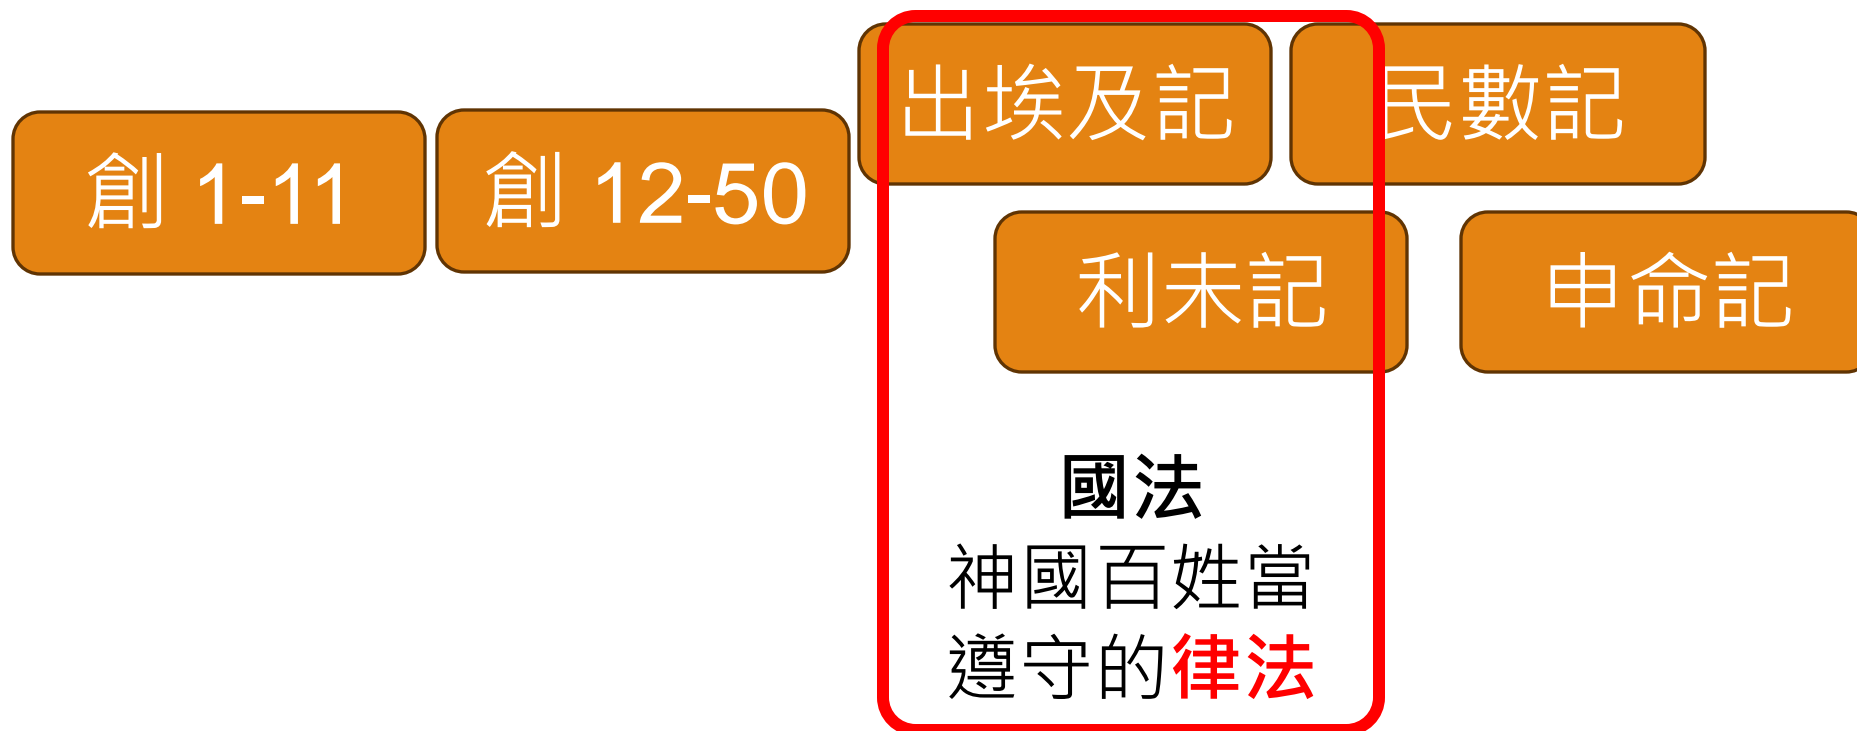 創 1-11
創 12-50
出埃及記
民數記
利未記
申命記
國法
神國百姓當
遵守的律法